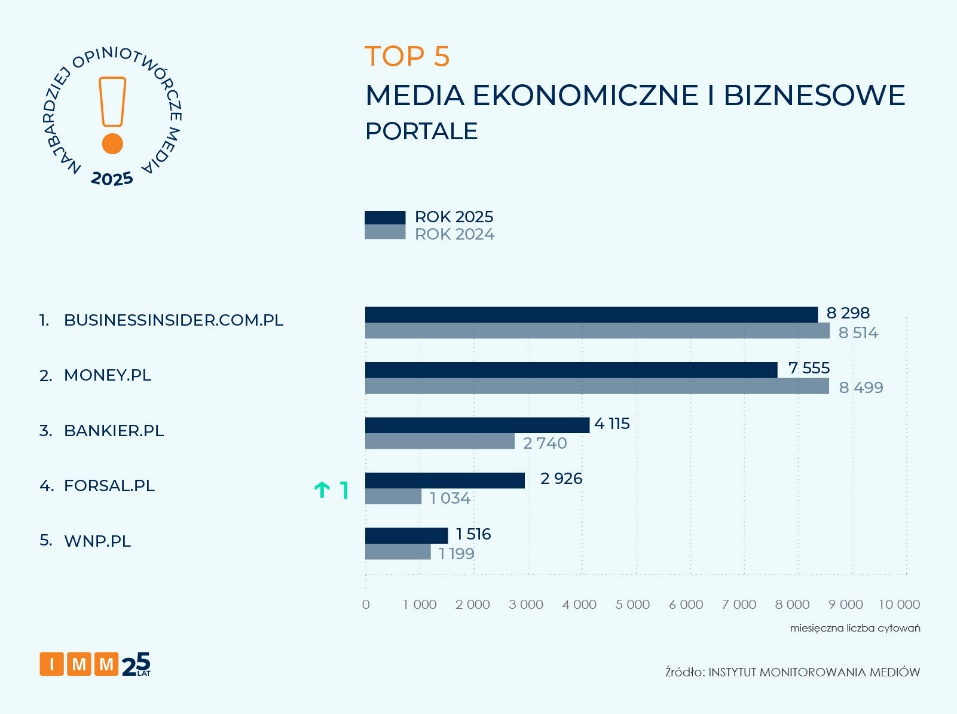 NAJBARDZIEJ OPINIOTWÓRCZE MEDIA
2025
TOP 5
MEDIA EKONOMICZNE I BIZNESOWE
PORTALE
ROK 2025
ROK 2024
1. BUSINESSINSIDER.COM.PL
8 298
8 514
2. MONEY.PL
7 555
8 499
3. BANKIER.PL
4 115
2 740
4. FORSAL.PL
↑ 1
2 926
1 034
5. WNP.PL
1 516
1 199
0 1 000 2 000 3 000 4 000 5 000 6 000 7 000 8 000 9 000 10 000
miesięczna liczba cytowań
IMM 25
LAT
Źródło: INSTYTUT MONITOROWANIA MEDIÓW